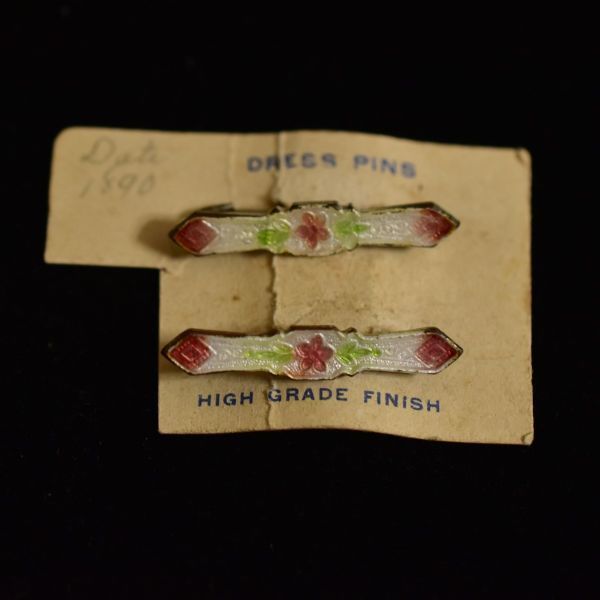 Date
1890
DRESS PINS
HIGH GRADE FINISH